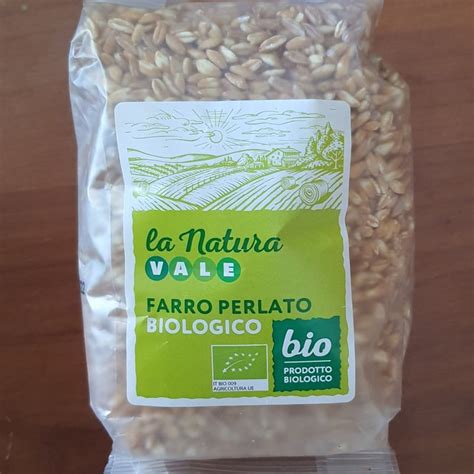 la Natura
VALE
FARRO PERLATO
BIOLOGICO
bio
PRODOTTO
BIOLOGICO
IT BIO 009
AGRICOLTURA UE